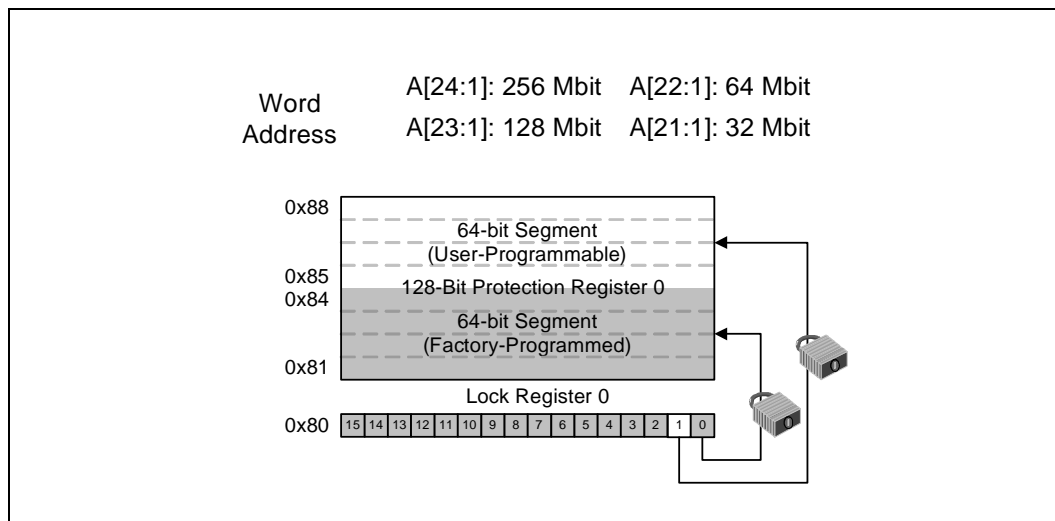 Word
Address
A[24:1]: 256 Mbit A[22:1]: 64 Mbit
A[23:1]: 128 Mbit A[21:1]: 32 Mbit
0x88
64-bit Segment
(User-Programmable)
0x85
128-Bit Protection Register 0
0x84
64-bit Segment
(Factory-Programmed)
0x81
Lock Register 0
0x80 15 14 13 12 11 10 9 8 7 6 5 4 3 2 1 0